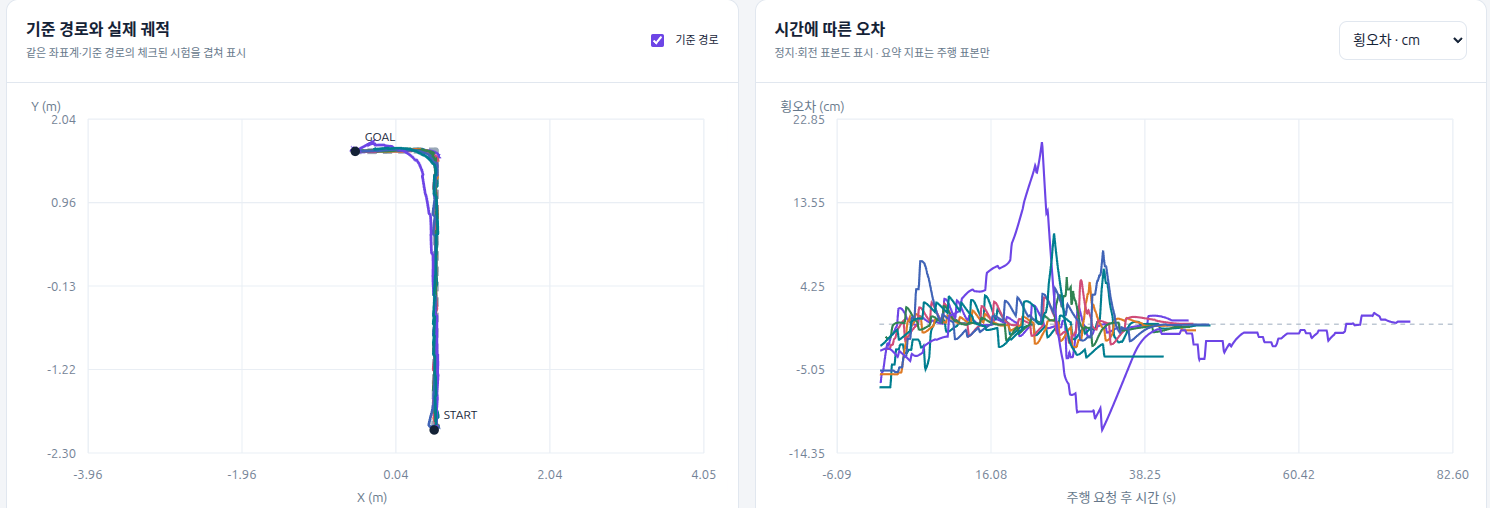 기준 경로와 실제 궤적
같은 좌표계·기준 경로의 체크된 시험을 겹쳐 표시
기준 경로
Y (m)
2.04
0.96
-0.13
-1.22
-2.30
GOAL
START
-3.96
-1.96
0.04
2.04
4.05
X (m)
시간에 따른 오차
정지·회전 표본도 표시 · 요약 지표는 주행 표본만
횡오차 · cm
횡오차 (cm)
22.85
13.55
4.25
-5.05
-14.35
-6.09
16.08
38.25
60.42
82.60
주행 요청 후 시간 (s)